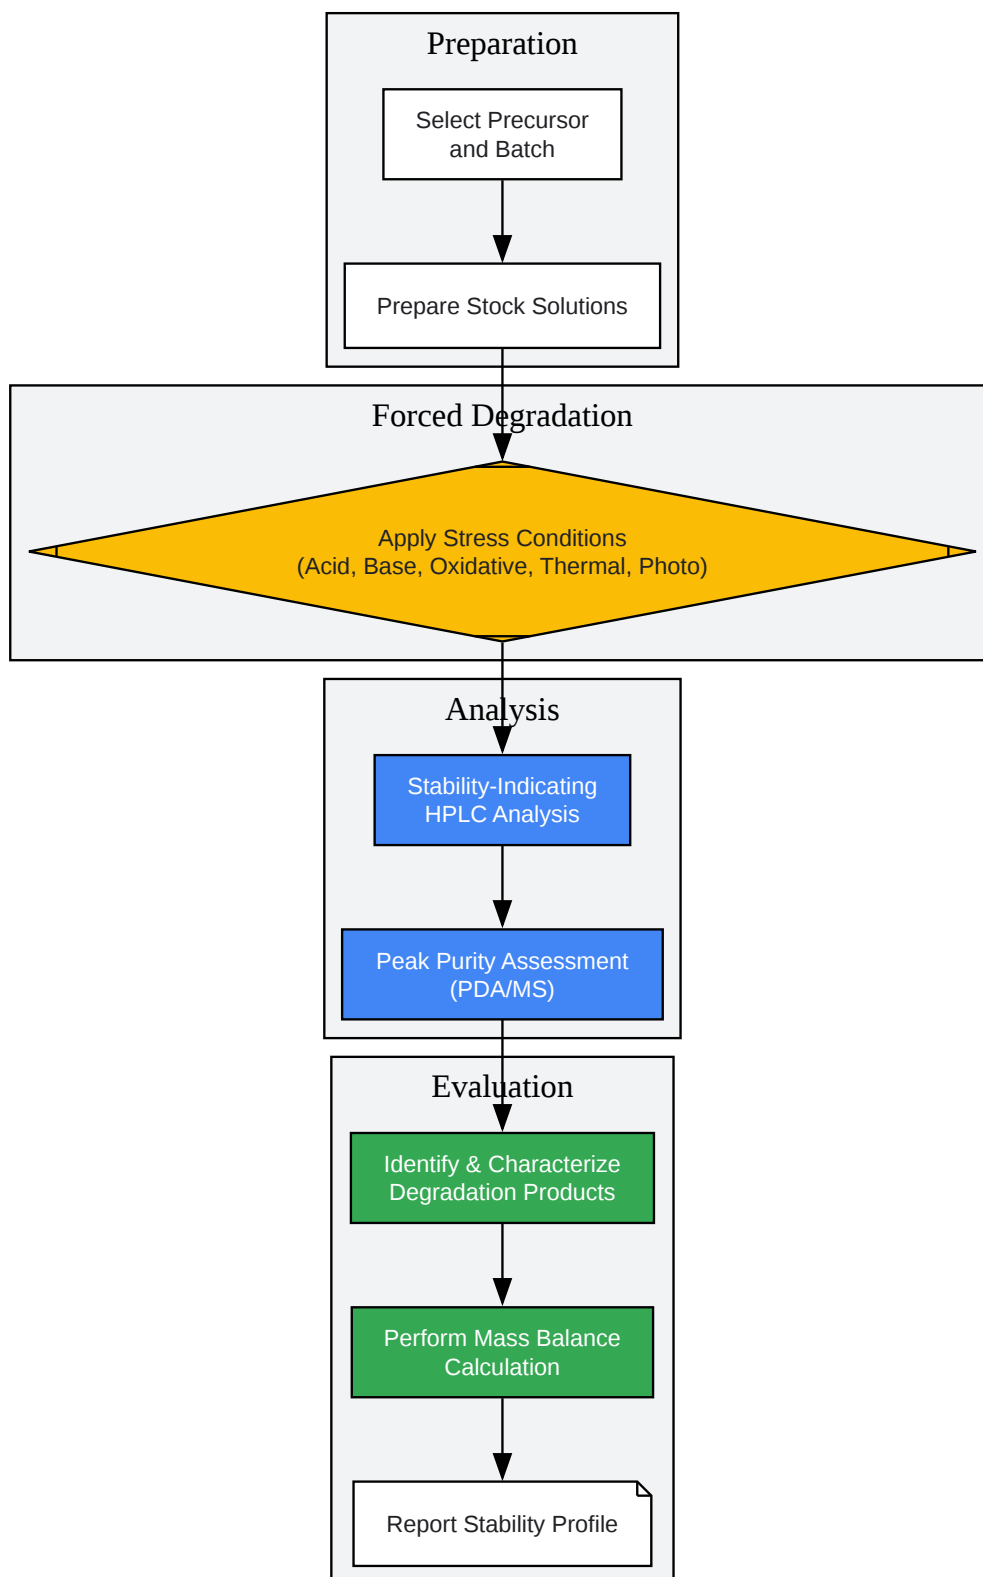 Preparation
Select Precursor
and Batch
Prepare Stock Solutions
Forced Degradation
Apply Stress Conditions
(Acid, Base, Oxidative, Thermal, Photo)
Analysis
Stability-Indicating
HPLC Analysis
Peak Purity Assessment
(PDA/MS)
Evaluation
Identify & Characterize
Degradation Products
Perform Mass Balance
Calculation
Report Stability Profile